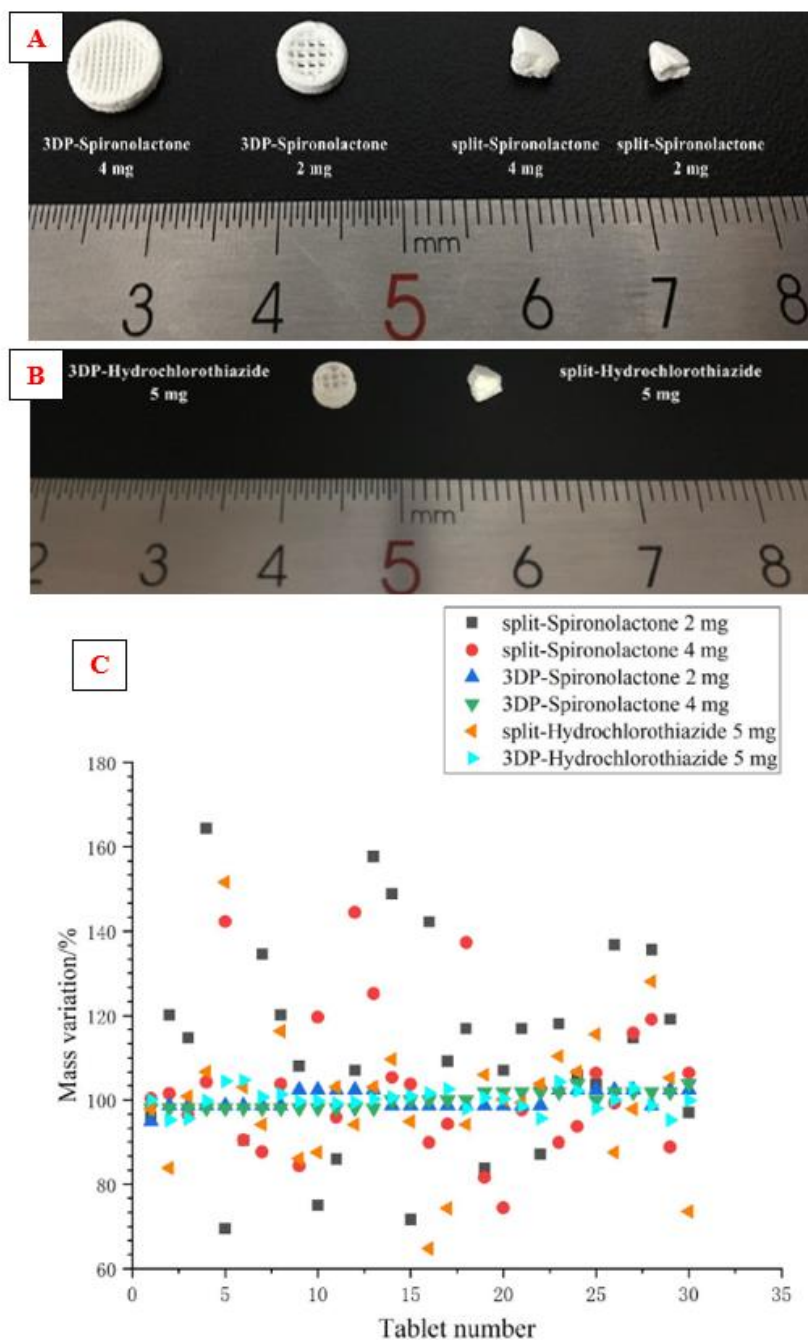 A
3DP-Spironolactone
4 mg
3DP-Spironolactone
2 mg
split-Spironolactone
4 mg
split-Spironolactone
2 mg
mm
3 4 5 6 7 8
B
3DP-Hydrochlorothiazide
5 mg
split-Hydrochlorothiazide
5 mg
mm
2 3 4 5 6 7 8
C
split-Spironolactone 2 mg
split-Spironolactone 4 mg
3DP-Spironolactone 2 mg
3DP-Spironolactone 4 mg
split-Hydrochlorothiazide 5 mg
3DP-Hydrochlorothiazide 5 mg
Mass variation/%
180
160
140
120
100
80
60
0 5 10 15 20 25 30 35
Tablet number